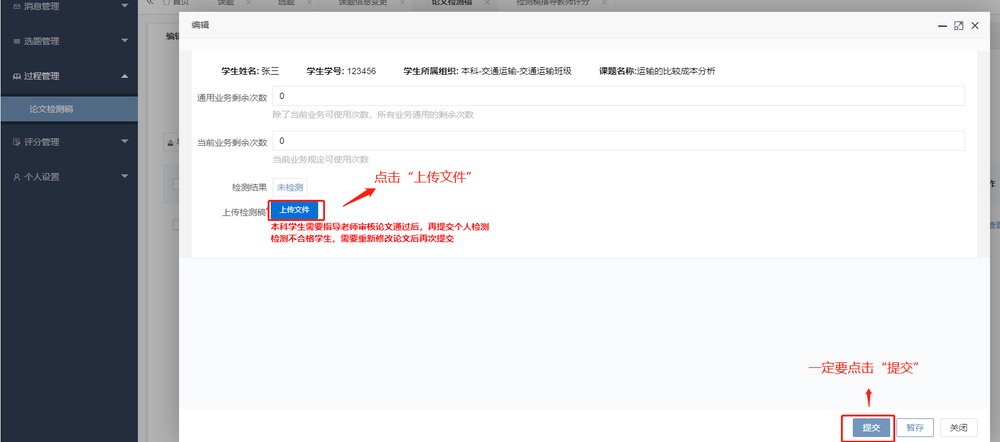 消息管理
首页
课题
选题
课题信息变更
论文检测稿
检测稿指导教师评分
编辑
编辑
选题管理
过程管理
学生姓名: 张三
学生学号: 123456
学生所属组织: 本科-交通运输-交通运输班级
课题名称:运输的比较成本分析
通用业务剩余次数
0
论文检测稿
除了当前业务可使用次数，所有业务通用的剩余次数
评分管理
当前业务剩余次数
0
当前业务规定可使用次数
个人设置
点击“上传文件”
检测结果
未检测
作
上传检测稿*
上传文件
本科学生需要指导老师审核论文通过后，再提交个人检测
检测不合格学生，需要重新修改论文后再次提交
查看
一定要点击“提交”
提交
暂存
关闭